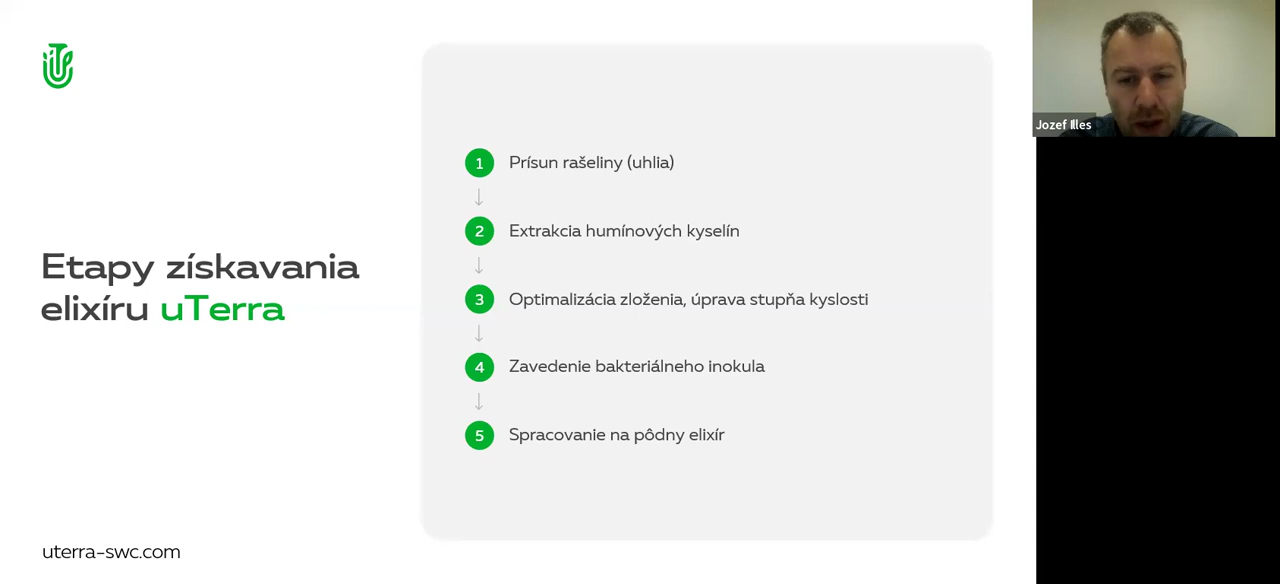 Etapy získavania
elixíru uTerra
1 Prísun rašeliny (uhlia)
2 Extrakcia humínových kyselín
3 Optimalizácia zloženia, úprava stupňa kyslosti
4 Zavedenie bakteriálneho inokula
5 Spracovanie na pôdny elixír
uterra-swc.com
Jozef Illes